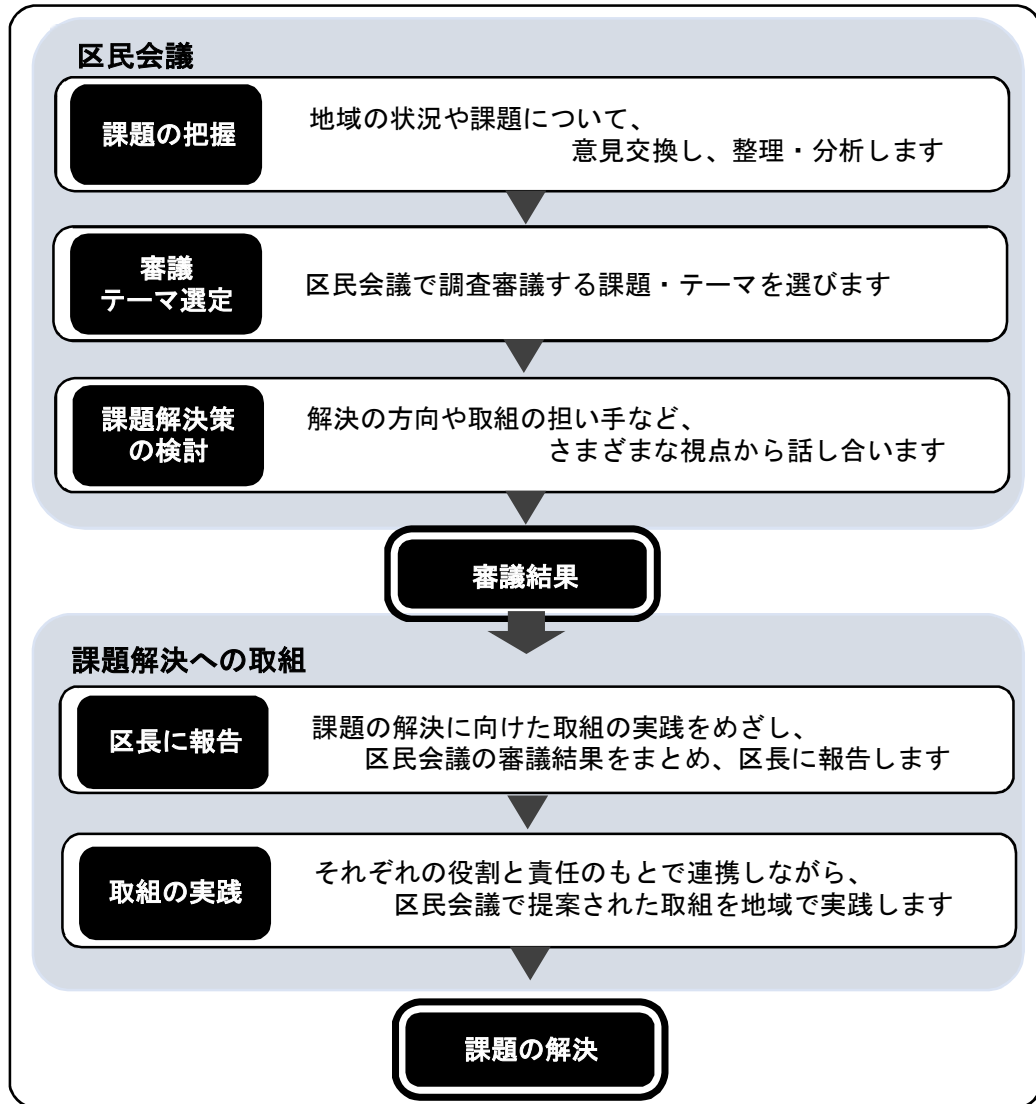 区民会議
課題の把握
地域の状況や課題について、
意見交換し、整理・分析します
審議
テーマ選定
区民会議で調査審議する課題・テーマを選びます
課題解決策
の検討
解決の方向や取組の担い手など、
さまざまな視点から話し合います
審議結果
課題解決への取組
区長に報告
課題の解決に向けた取組の実践をめざし、
区民会議の審議結果をまとめ、区長に報告します
取組の実践
それぞれの役割と責任のもとで連携しながら、
区民会議で提案された取組を地域で実践します
課題の解決